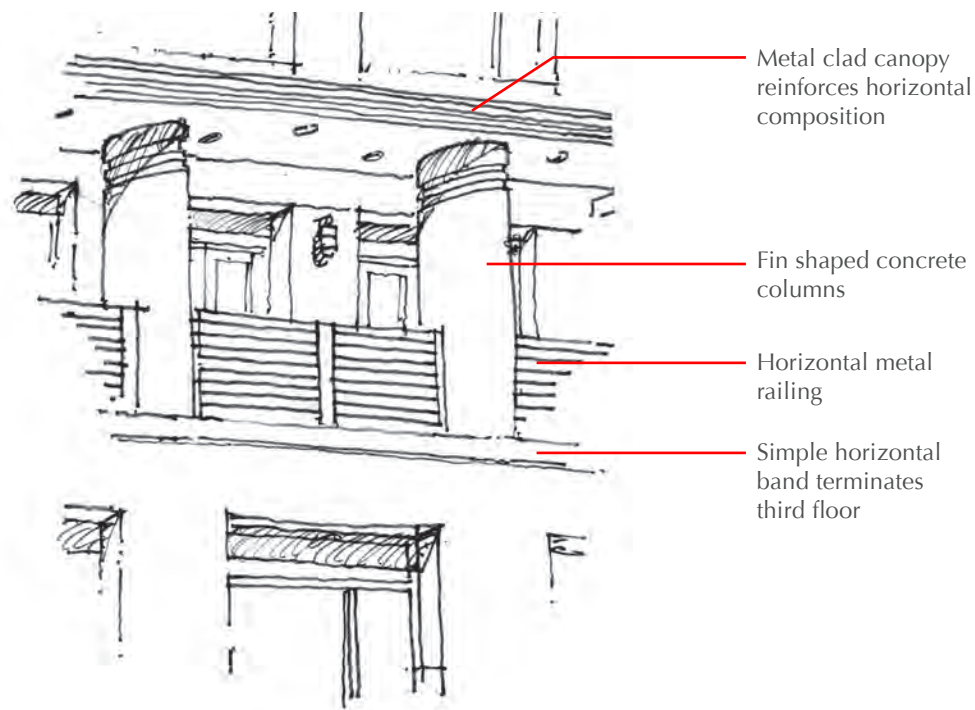 Metal clad canopy
reinforces horizontal
composition
Fin shaped concrete
columns
Horizontal metal
railing
Simple horizontal
band terminates
third floor